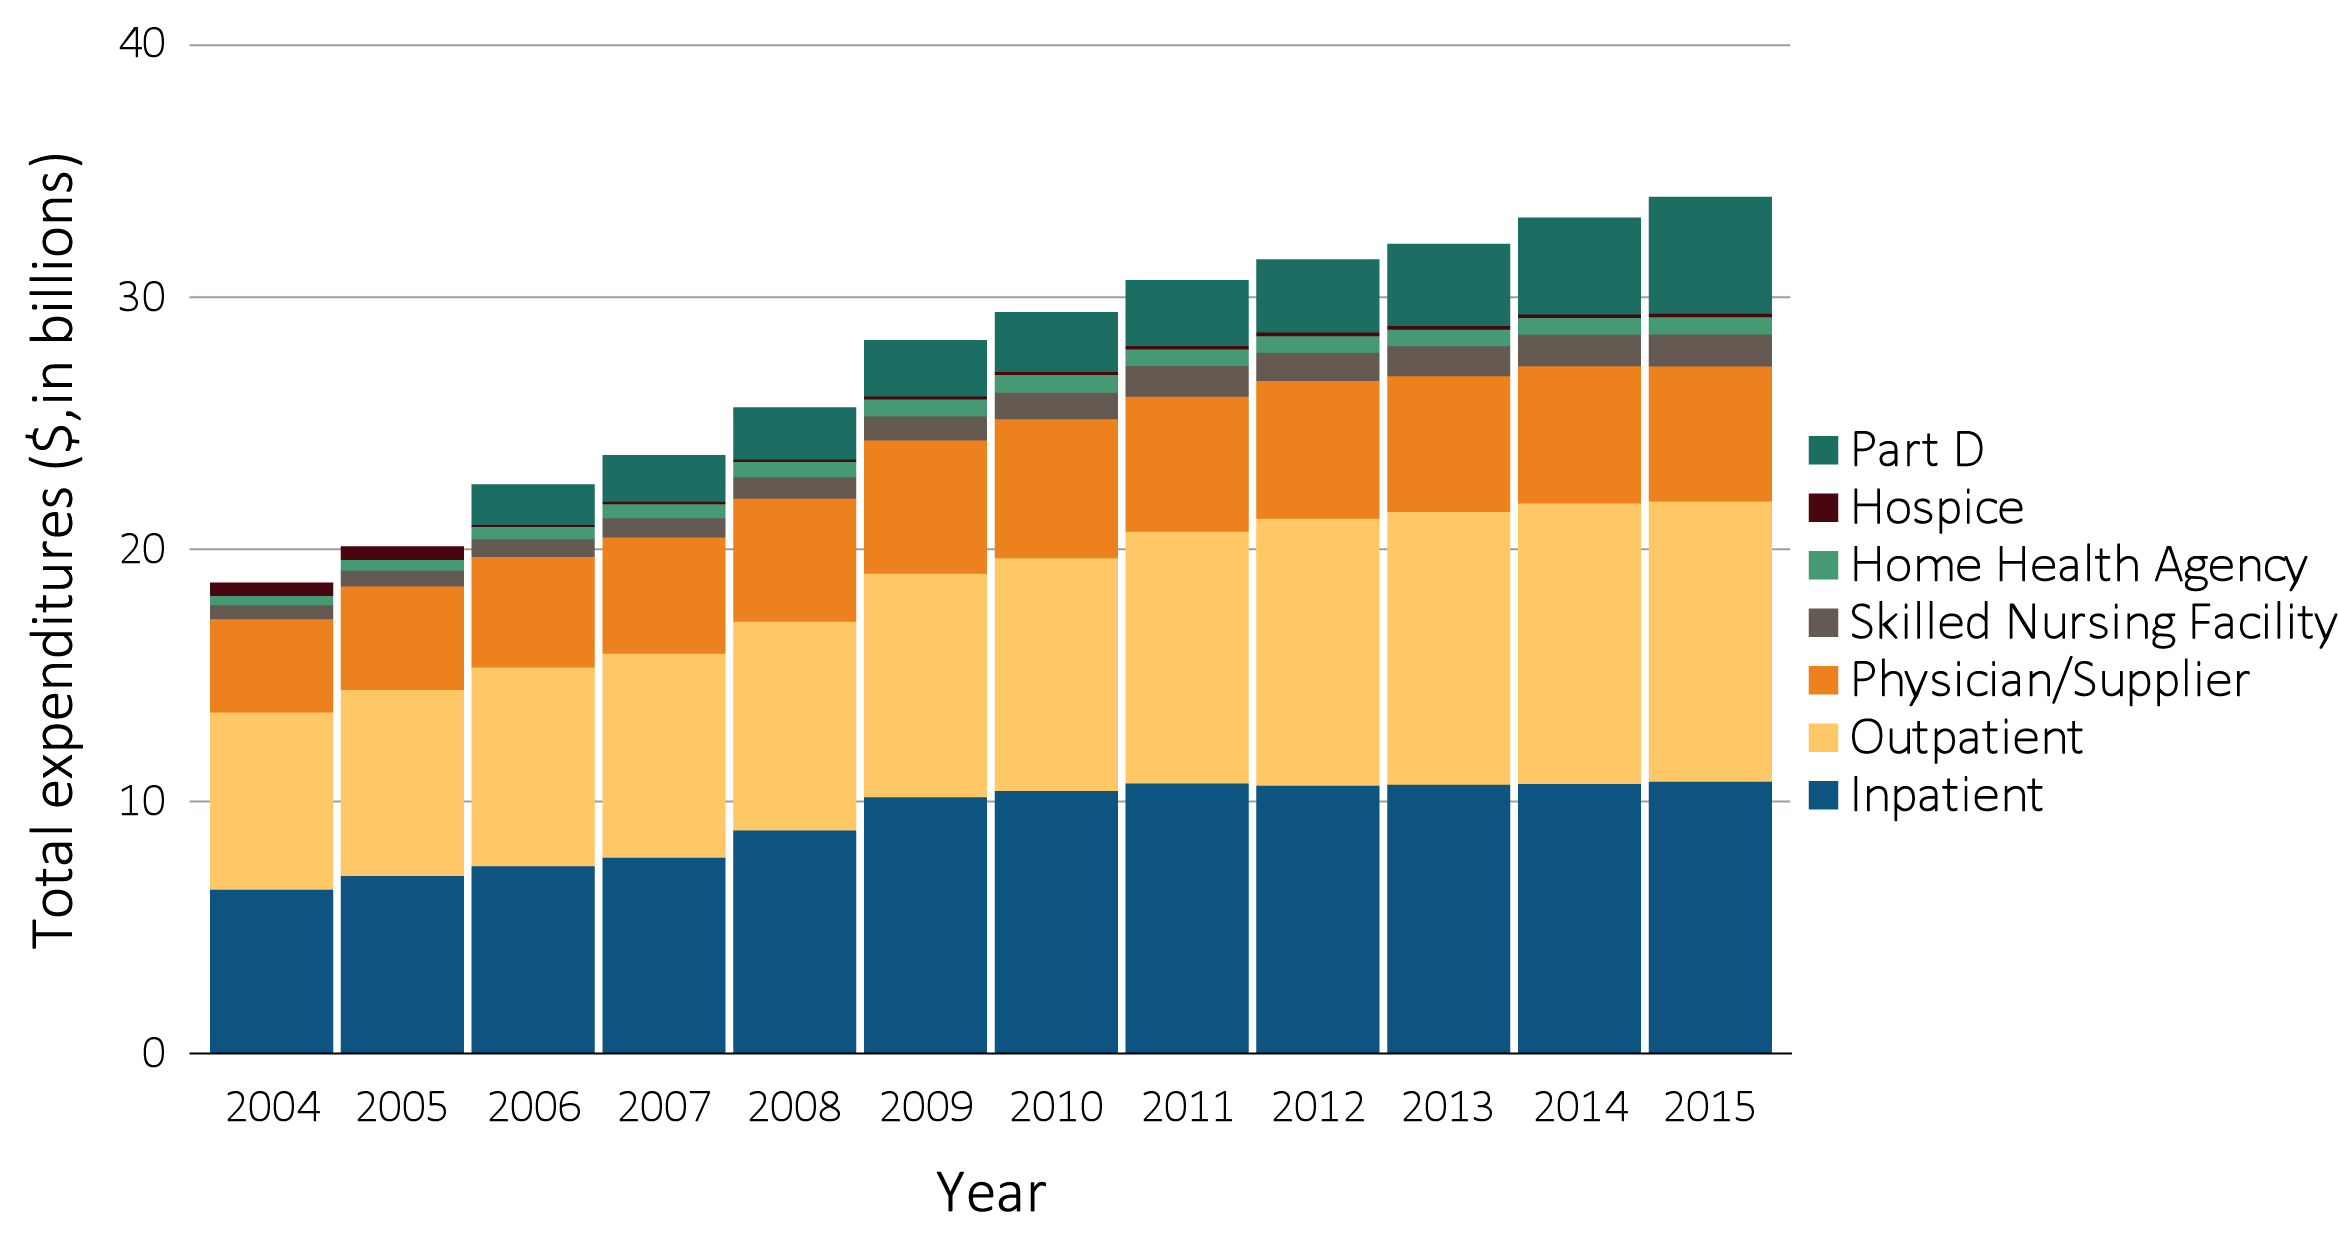 Total expenditures ($,in billions)
40
30
20
10
0
2004 2005 2006 2007 2008 2009 2010 2011 2012 2013 2014 2015
Year
Part D
Hospice
Home Health Agency
Skilled Nursing Facility
Physician/Supplier
Outpatient
Inpatient